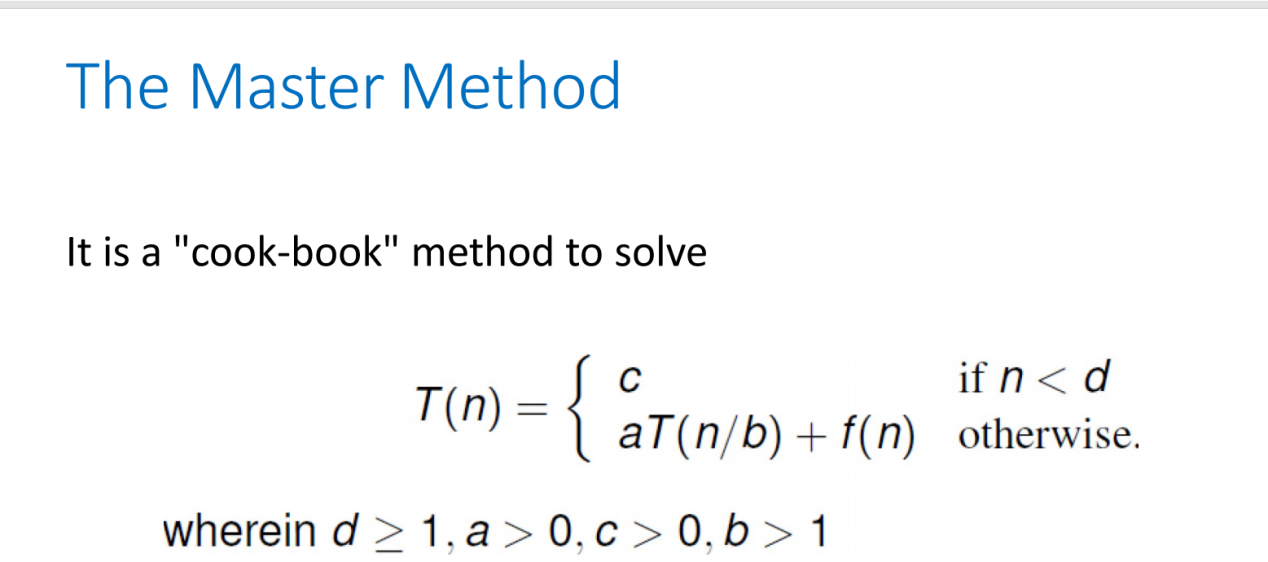 The Master Method
It is a "cook-book" method to solve
T(n) = { c if n < d
aT(n/b) + f(n) otherwise.
wherein d ≥ 1, a > 0, c > 0, b > 1